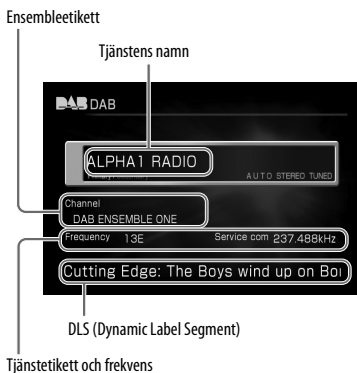 Ensembleetikett
Tjänstens namn
DAB DAB
ALPHA1 RADIO
AUTO STEREO TUNED
Channel
DAB ENSEMBLE ONE
Frequency 13E Service com 237.488kHz
Cutting Edge: The Boys wind up on Bor
DLS (Dynamic Label Segment)
Tjänstetikett och frekvens